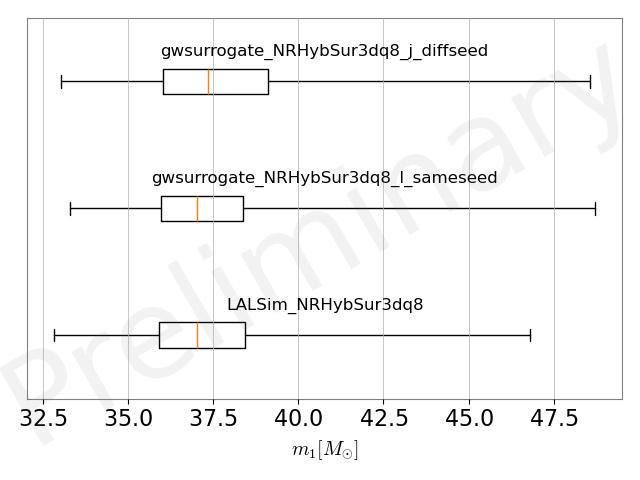 gwsurrogate_NRHybSur3dq8_j_diffseed
gwsurrogate_NRHybSur3dq8_l_sameseed
LALSim_NRHybSur3dq8
Preliminary
32.5 35.0 37.5 40.0 42.5 45.0 47.5
m₁[M⊙]